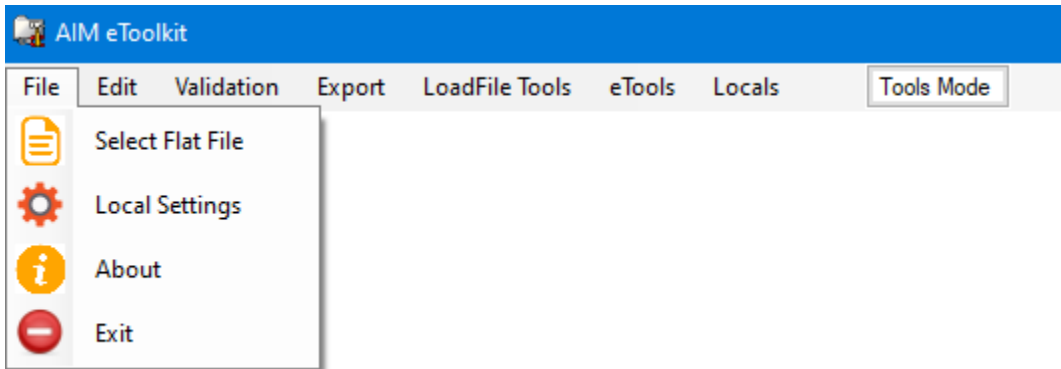 AIM eToolkit
File Edit Validation Export LoadFile Tools eTools Locals Tools Mode
Select Flat File
Local Settings
About
Exit